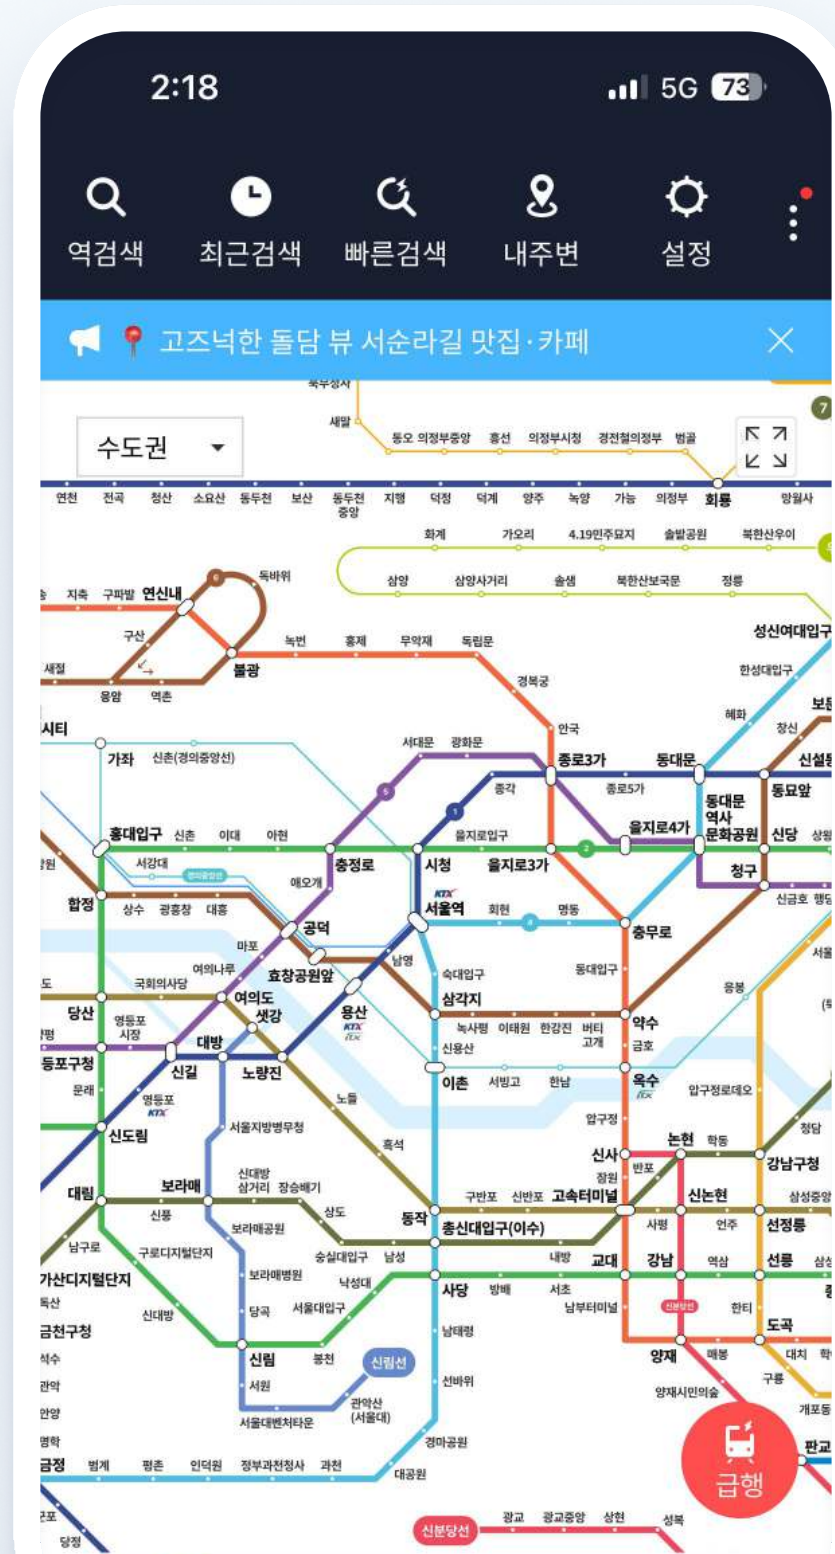 2:18
5G 73
역검색 최근검색 빠른검색 내주변 설정
고즈넉한 돌담 뷰 서순라길 맛집·카페
수도권
7
새말
동오 의정부중앙 흥선 의정부시청 경전철의정부 범골
연천 전곡 청산 소요산 동두천 보산 동두천 지행 덕정 덕계 양주 녹양 가능 의정부 회룡 망월사
중앙
화계 가오리 4.19민주묘지 솔밭공원 북한산우이
삼양 삼양사거리 솔샘 북한산보국문 정릉
6 독바위
지축 구파발 연신내
구산
성신여대입구
녹번 홍제 무악재 독립문
새절
불광
한성대입구
응암 역촌
경복궁
혜화
창신
시티
안국
서대문 광화문
가좌 신촌(경의중앙선)
종로3가 동대문
5
종각
종로5가
동묘앞
1
동대문
역사
문화공원
을지로4가
홍대입구 신촌 이대 아현
을지로입구
2
신당
서강대
경의중앙선
충정로
시청
을지로3가
청구
애오개
KTX
합정
상수 광흥창 대흥
서울역 회현 4 명동
신금호
공덕
충무로
마포
남영
여의나루
효창공원앞
숙대입구
동대입구
국회의사당
여의도
용산
KTX
ITX
삼각지
응봉
당산
영등포
시장
샛강
녹사평 이태원 한강진 버티
고개
약수
대방
신용산
금호
등포구청
신길
노량진
이촌 서빙고 한남
옥수
ITX
문래
영등포
KTX
노들
압구정로데오
서울지방병무청
압구정
청담
신도림
흑석
신사
논현 학동
반포
강남구청
잠원
대림
보라매
신대방
삼거리 장승배기
구반포 신반포 고속터미널
신논현
삼성중앙
신풍
보라매공원
상도
동작
총신대입구(이수)
사평 언주 선정릉
남구로
구로디지털단지
숭실대입구 남성
내방
교대 강남 역삼 선릉
가산디지털단지
보라매병원
낙성대
사당 방배 서초
독산
신대방
당곡 서울대입구
남부터미널
신분당선
한티
금천구청
남태령
도곡
석수
신림 봉천
신림선
양재 매봉 대치
관악
서원
관악산
(서울대)
선바위
양재시민의숲
구룡
안양
서울대벤처타운
개포동
명학
경마공원
판교
금정 범계 평촌 인덕원 정부과천청사 과천
대공원
급행
당정
신분당선
광교 광교중앙 상현 성복